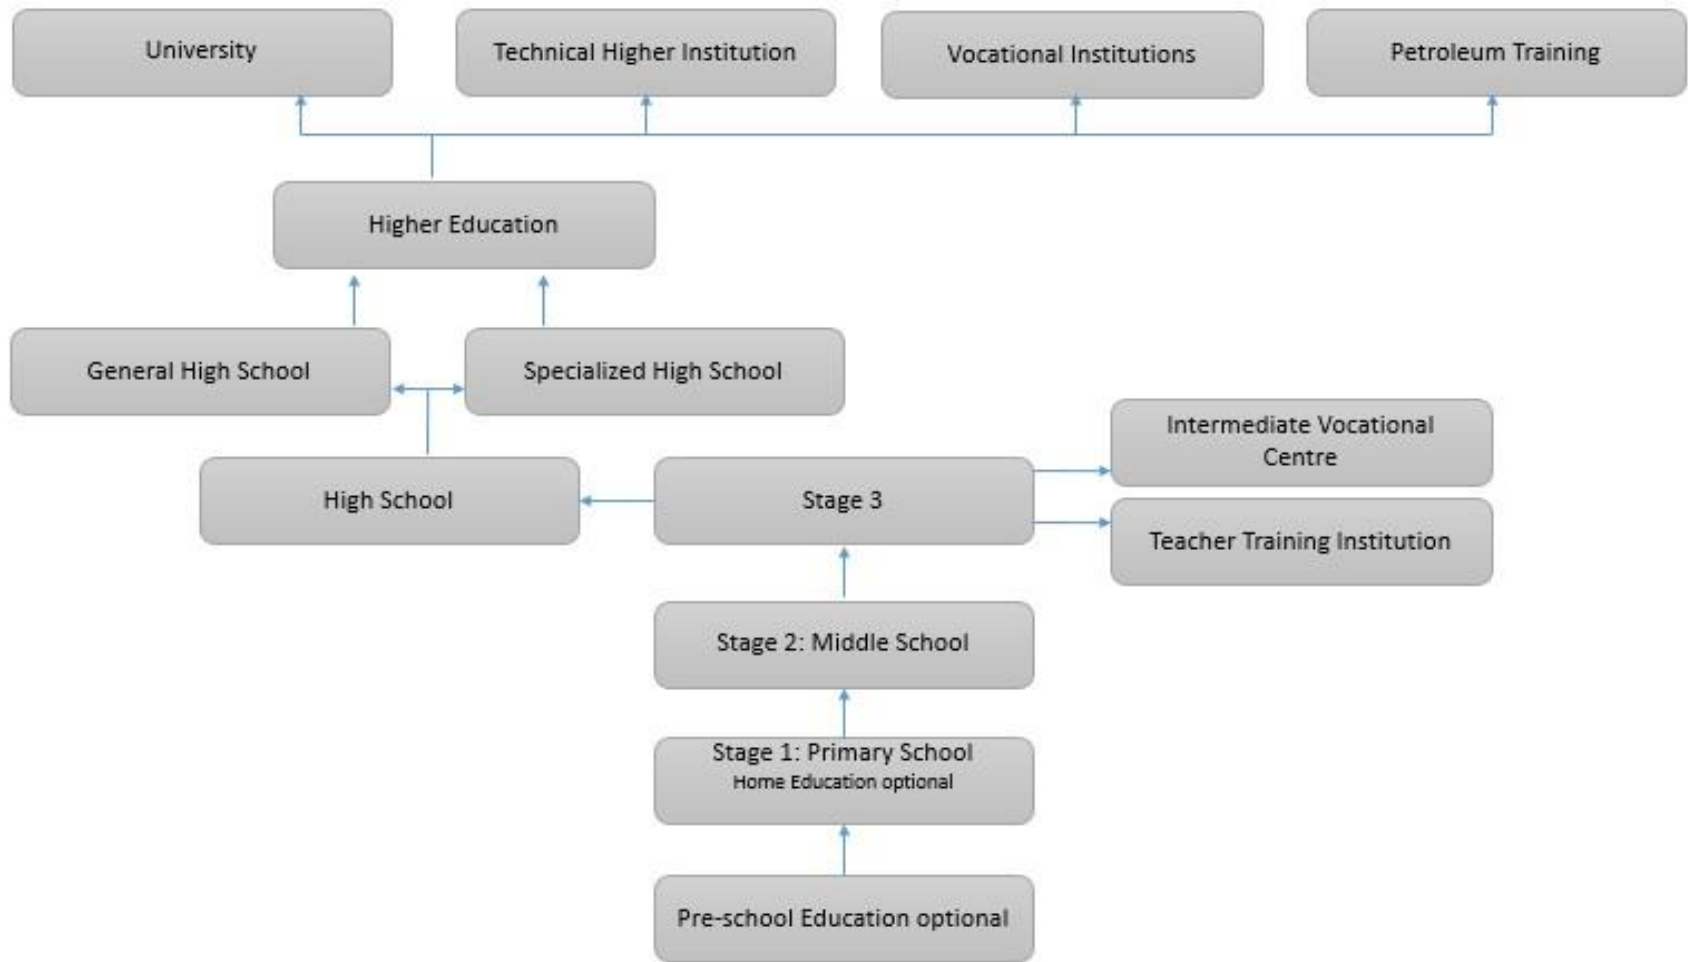 University
Technical Higher Institution
Vocational Institutions
Petroleum Training
Higher Education
General High School
Specialized High School
Intermediate Vocational
Centre
High School
Stage 3
Teacher Training Institution
Stage 2: Middle School
Stage 1: Primary School
Home Education optional
Pre-school Education optional